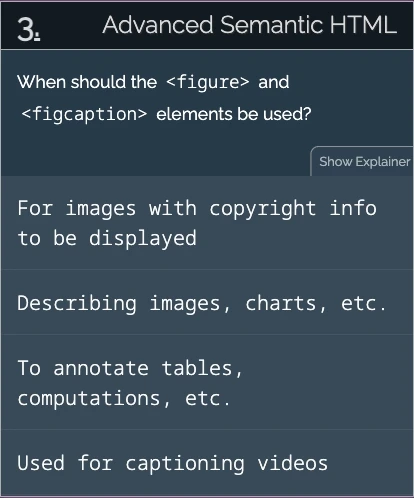 3.
Advanced Semantic HTML
When should the <figure> and
<figcaption> elements be used?
Show Explainer
For images with copyright info
to be displayed
Describing images, charts, etc.
To annotate tables,
computations, etc.
Used for captioning videos